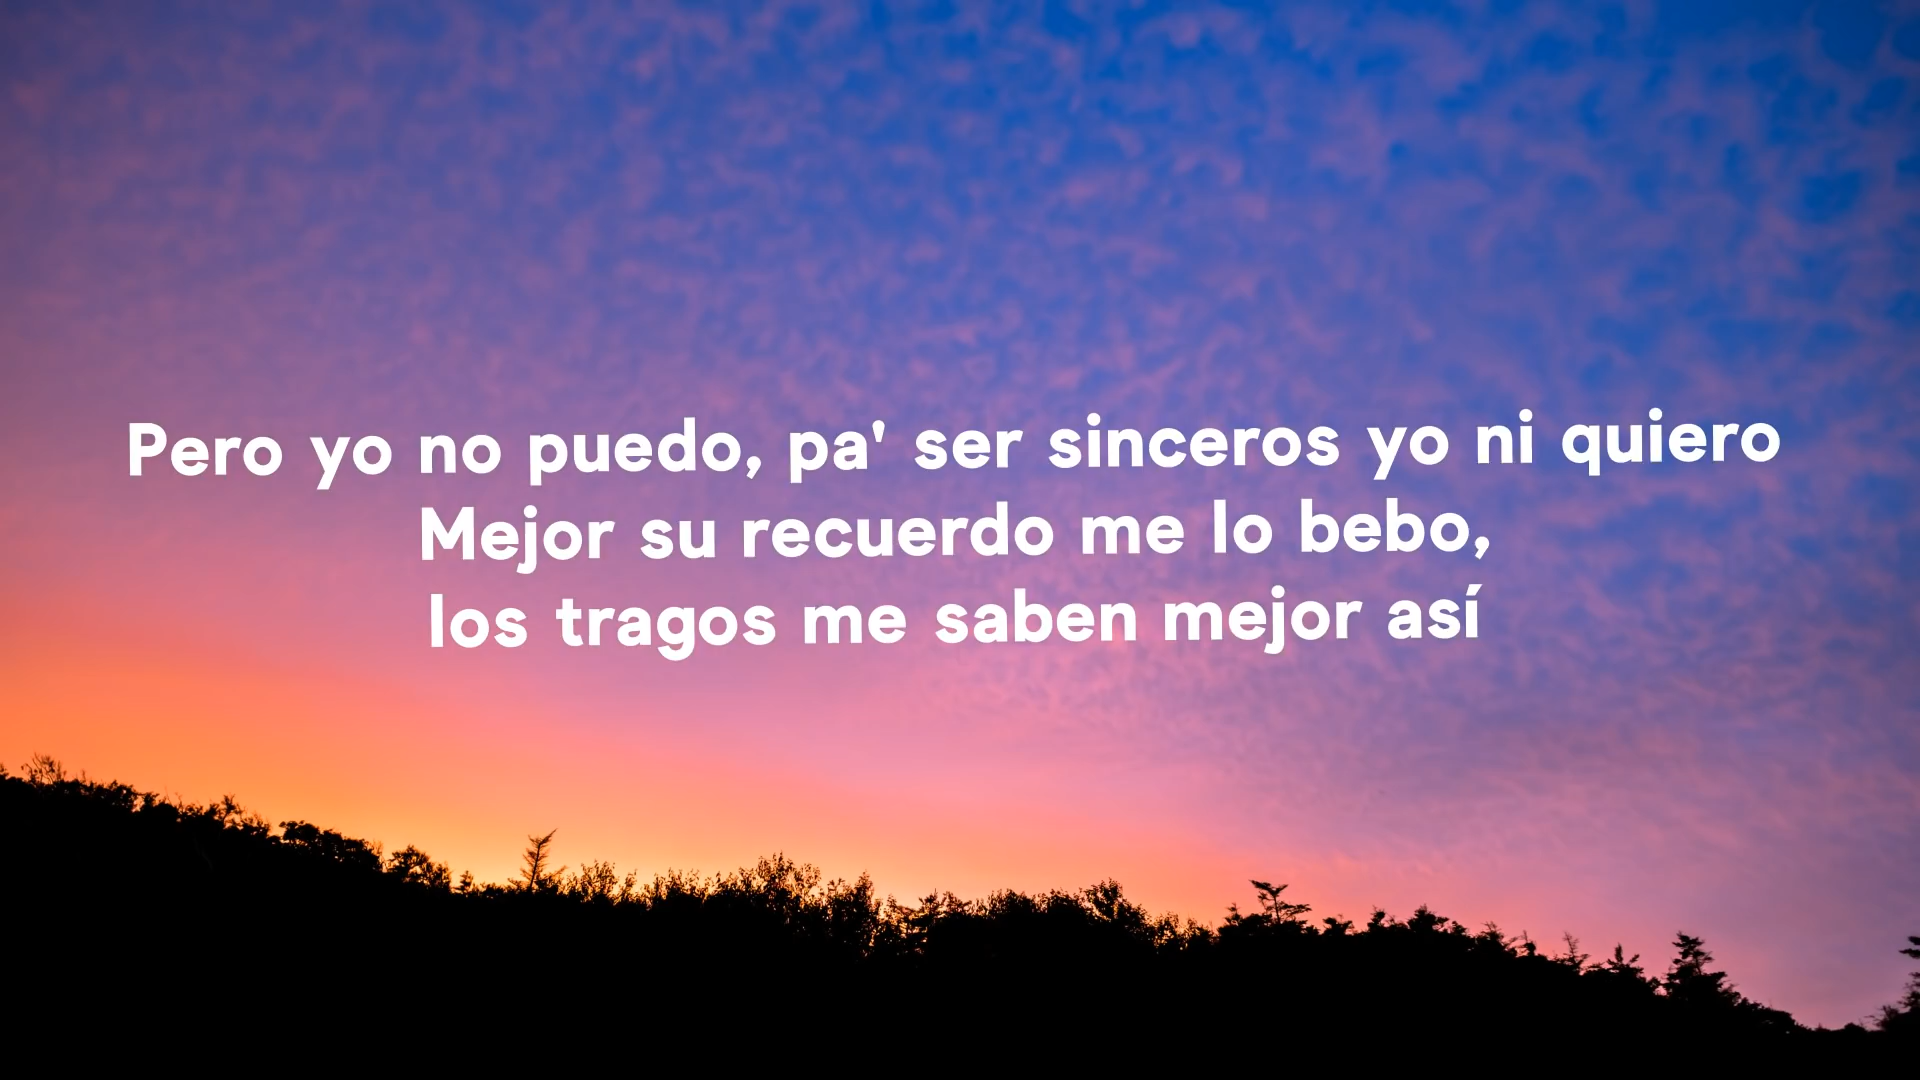 Pero yo no puedo, pa' ser sinceros yo ni quiero
Mejor su recuerdo me lo bebo,
los tragos me saben mejor así